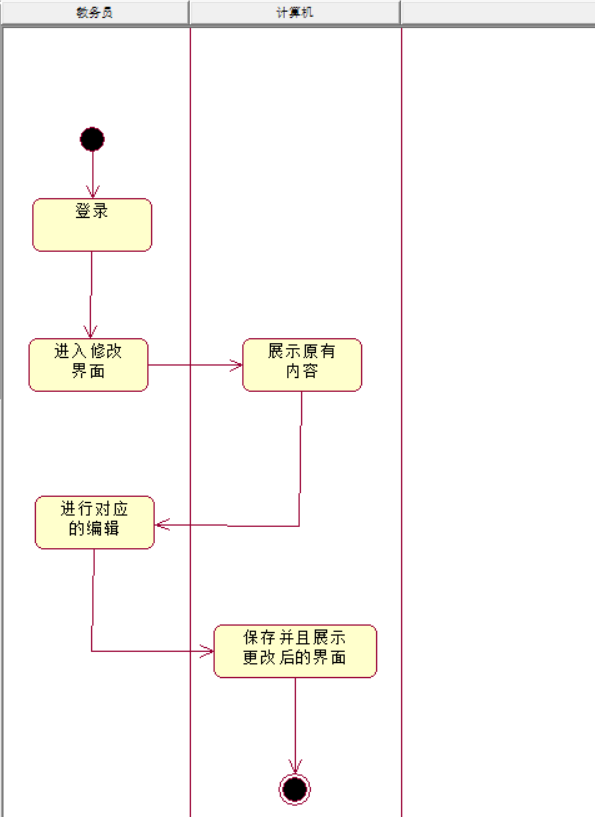 教务员
计算机
登录
进入修改
界面
展示原有
内容
进行对应
的编辑
保存并且展示
更改后的界面